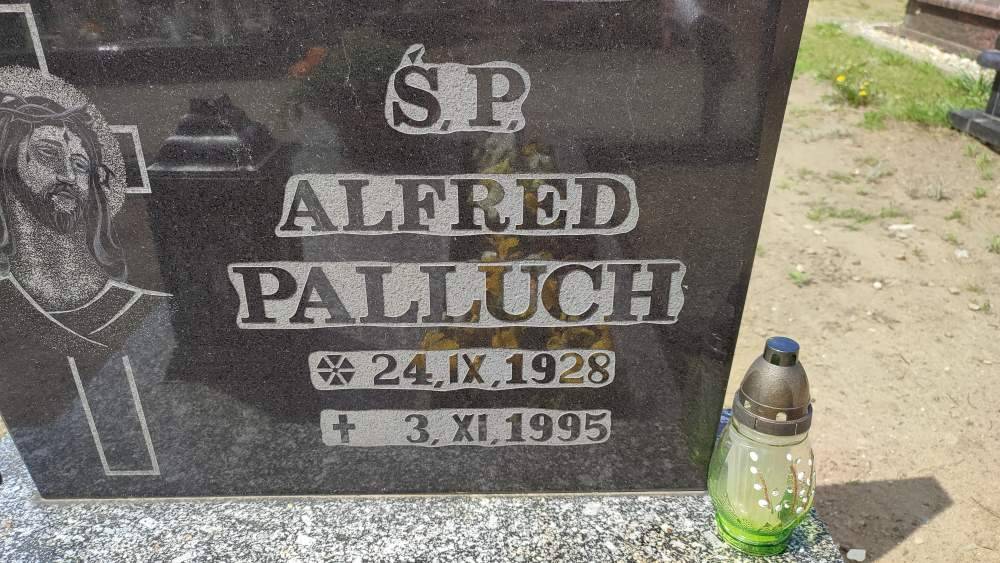 Ś,P,
ALFRED
PALLUCH
24,IX,1928
3,XI,1995